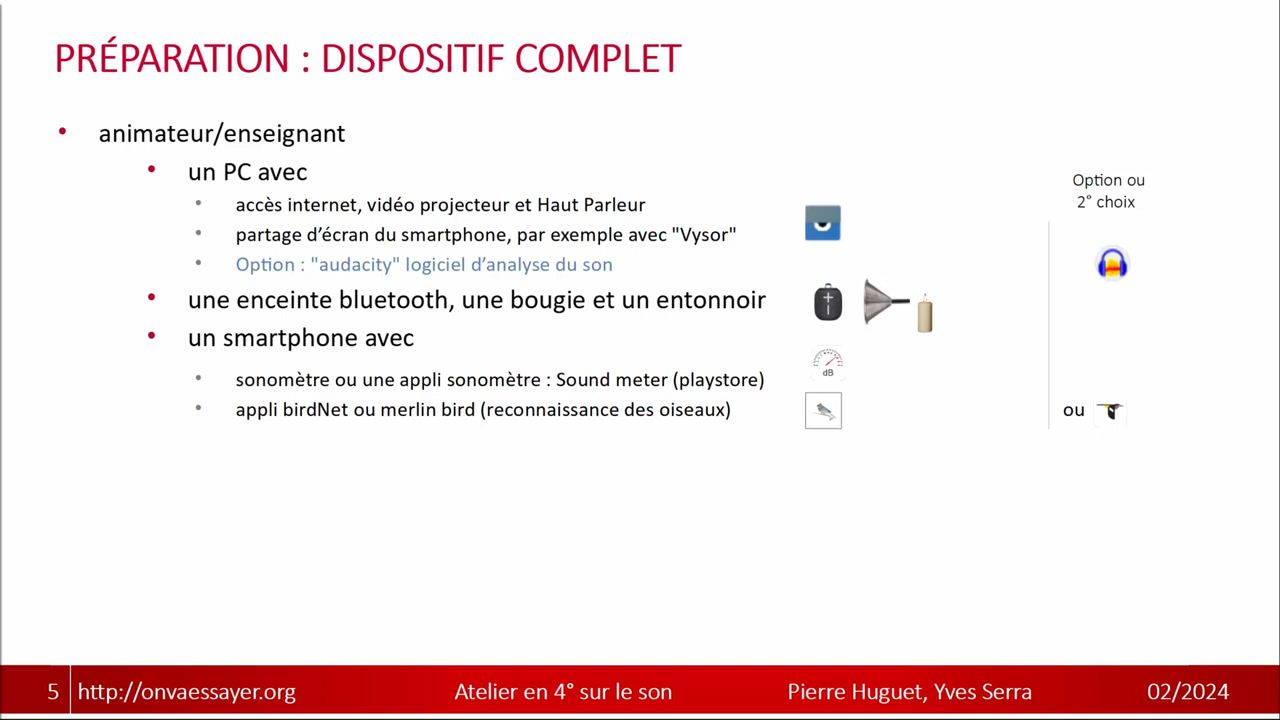 PRÉPARATION : DISPOSITIF COMPLET
• animateur/enseignant
• un PC avec
• accès internet, vidéo projecteur et Haut Parleur
• partage d’écran du smartphone, par exemple avec "Vysor"
• Option : "audacity" logiciel d’analyse du son
• une enceinte bluetooth, une bougie et un entonnoir
• un smartphone avec
• sonomètre ou une appli sonomètre : Sound meter (playstore)
• appli birdNet ou merlin bird (reconnaissance des oiseaux)
Option ou
2° choix
dB
ou
5 http://onvaessayer.org Atelier en 4° sur le son Pierre Huguet, Yves Serra 02/2024